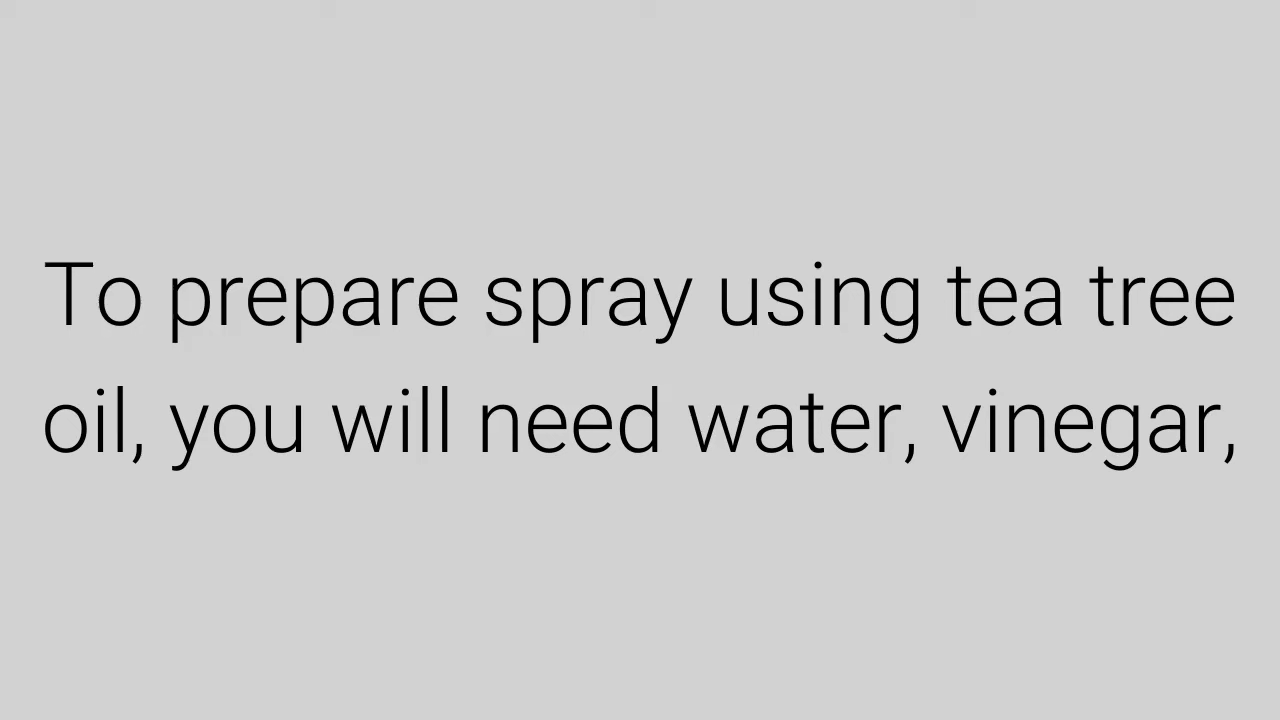 To prepare spray using tea tree
oil, you will need water, vinegar,